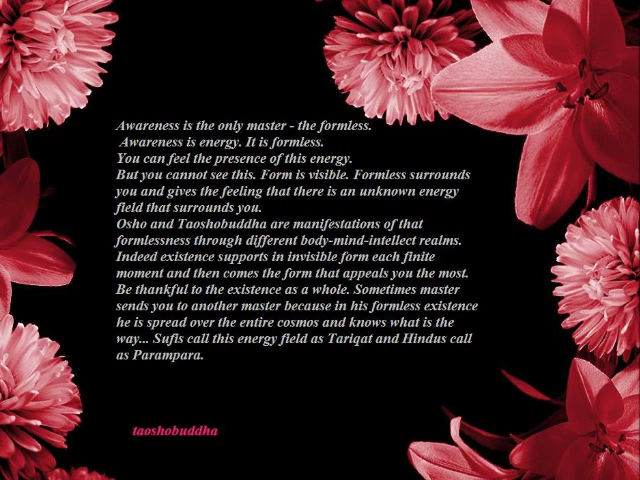 Awareness is the only master - the formless.
Awareness is energy. It is formless.
You can feel the presence of this energy.
But you cannot see this. Form is visible. Formless surrounds
you and gives the feeling that there is an unknown energy
field that surrounds you.
Osho and Taoshobuddha are manifestations of that
formlessness through different body-mind-intellect realms.
Indeed existence supports in invisible form each finite
moment and then comes the form that appeals you the most.
Be thankful to the existence as a whole. Sometimes master
sends you to another master because in his formless existence
he is spread over the entire cosmos and knows what is the
way... Sufis call this energy field as Tariqat and Hindus call
as Parampara.
taoshobuddha